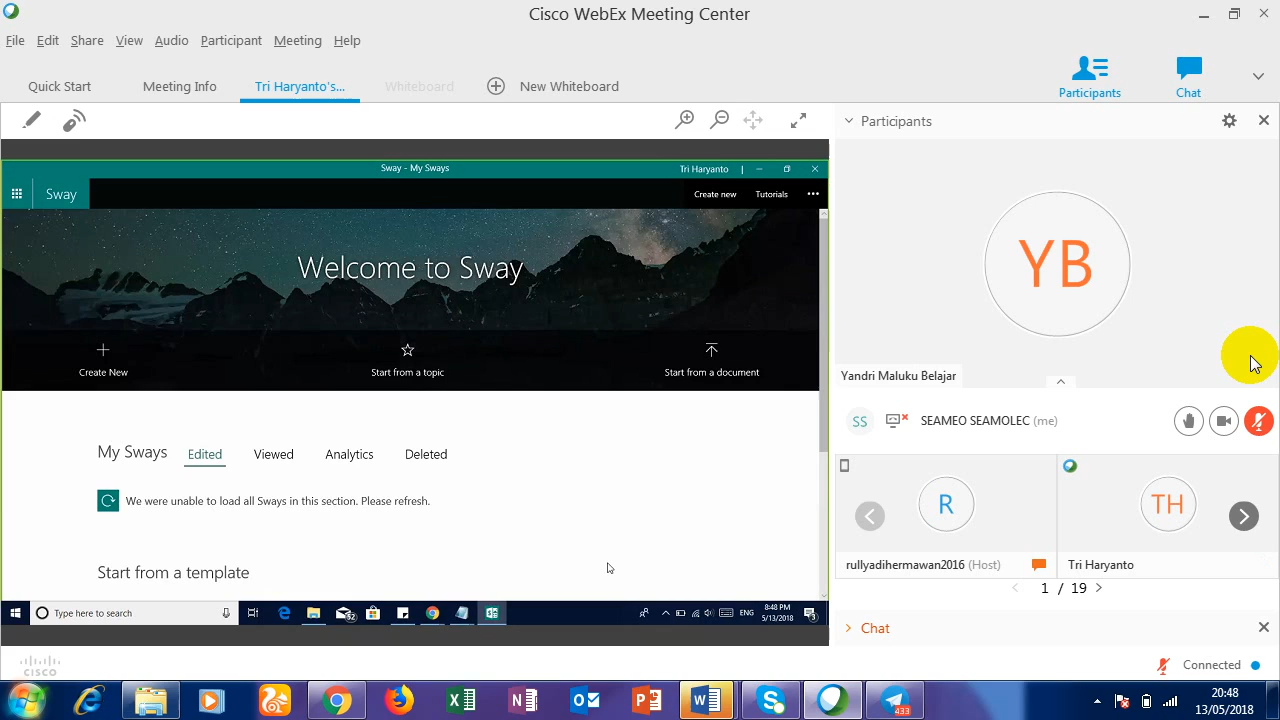 Cisco WebEx Meeting Center
File Edit Share View Audio Participant Meeting Help
Quick Start Meeting Info Tri Haryanto's... Whiteboard New Whiteboard
Participants Chat
Participants
Sway - My Sways Tri Haryanto
Sway Create new Tutorials
Welcome to Sway
Create New Start from a topic Start from a document
My Sways Edited Viewed Analytics Deleted
We were unable to load all Sways in this section. Please refresh.
Start from a template
Type here to search 52 ENG 8:48 PM
5/13/2018 3
YB
Yandri Maluku Belajar
SS SEAMEO SEAMOLEC (me)
R TH
rullyadihermawan2016 (Host) Tri Haryanto
1 / 19
Chat
cisco
Connected
433
20:48
13/05/2018